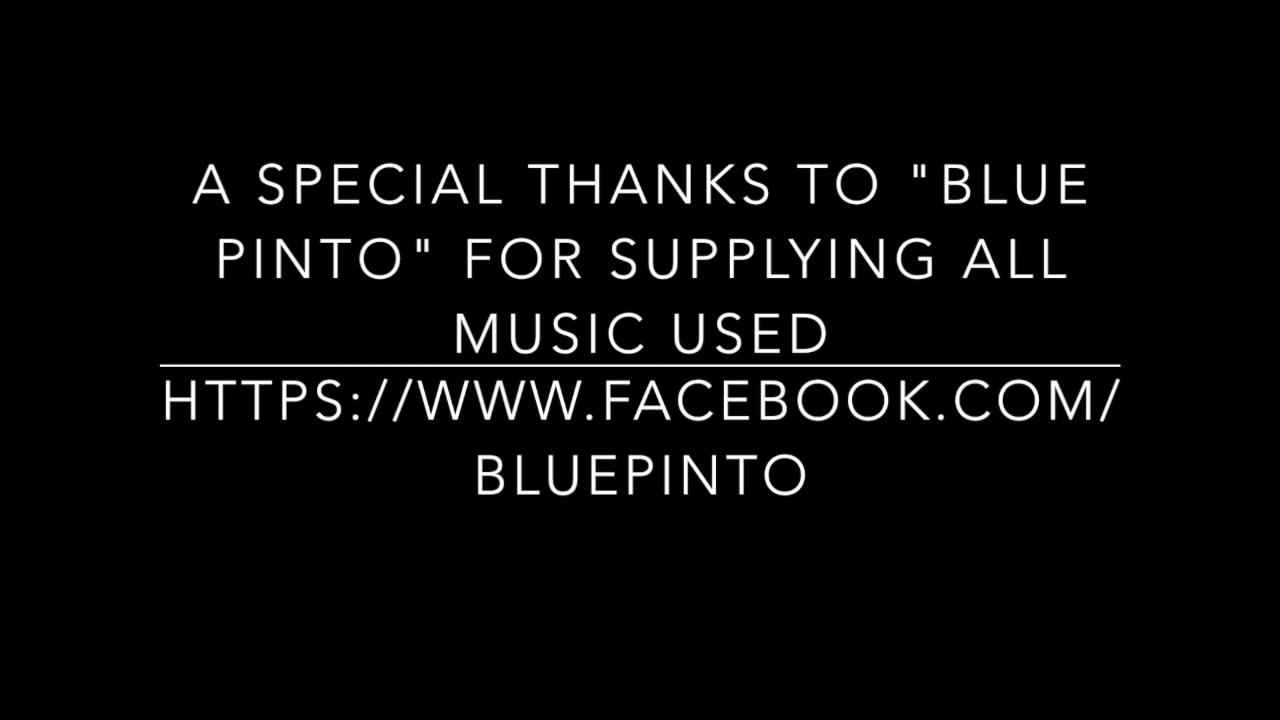 A SPECIAL THANKS TO "BLUE
PINTO" FOR SUPPLYING ALL
MUSIC USED
HTTPS://WWW.FACEBOOK.COM/
BLUEPINTO